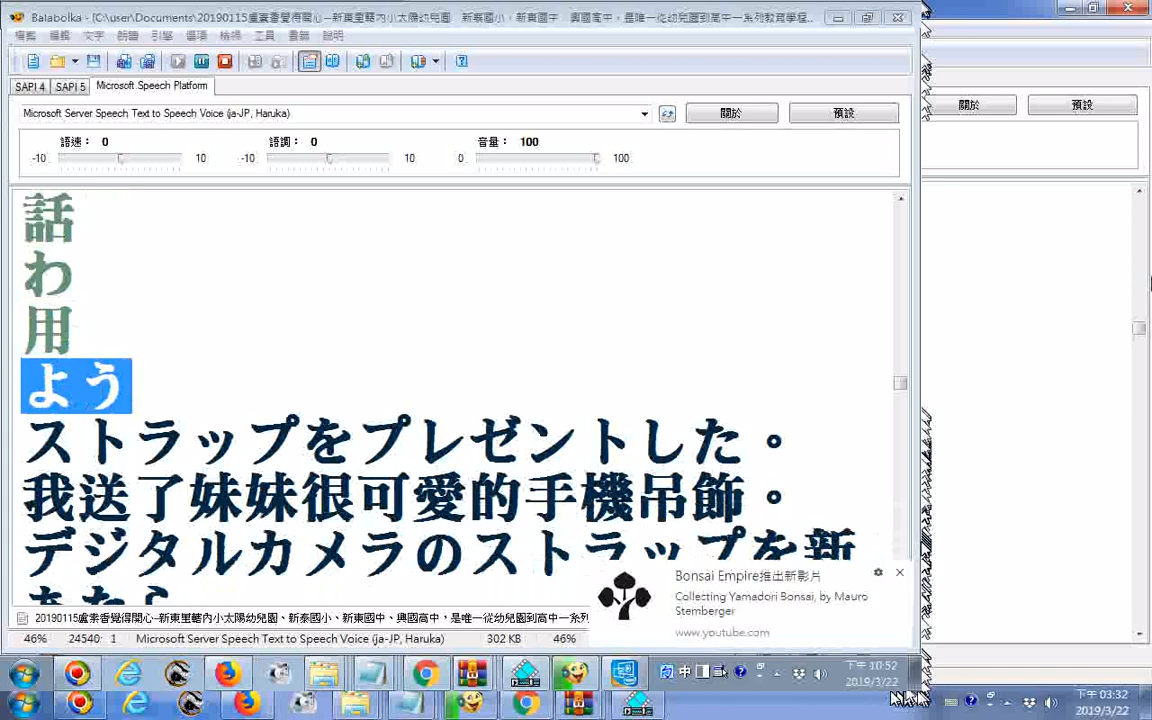 Balabolka - [C:\user\Documents\20190115盧素香覺得開心--新東里轄內小太陽幼兒園　新泰國小、新東國中　興國高中，是唯一從幼兒園到高中一系列教育學程...
檔案 編輯 文字 朗讀 引擎 選項 檢視 工具 書籤 說明
SAPI 4 SAPI 5 Microsoft Speech Platform
Microsoft Server Speech Text to Speech Voice (ja-JP, Haruka) 關於 預設
關於 預設
語速： 0 語調： 0 音量： 100
-10 10 -10 10 0 100
話
わ
用
よう
ストラップをプレゼントした。
我送了妹妹很可愛的手機吊飾。
デジタルカメラのストラップを新
Bonsai Empire推出新影片
Collecting Yamadori Bonsai, by Mauro
Stemberger
www.youtube.com
20190115盧素香覺得開心--新東里轄內小太陽幼兒園、新泰國小、新東國中、興國高中，是唯一從幼兒園到高中一系列
46% 24540: 1 Microsoft Server Speech Text to Speech Voice (ja-JP, Haruka) 302 KB 46%
中
下午 10:52
2019/3/22
下午 03:32
2019/3/22